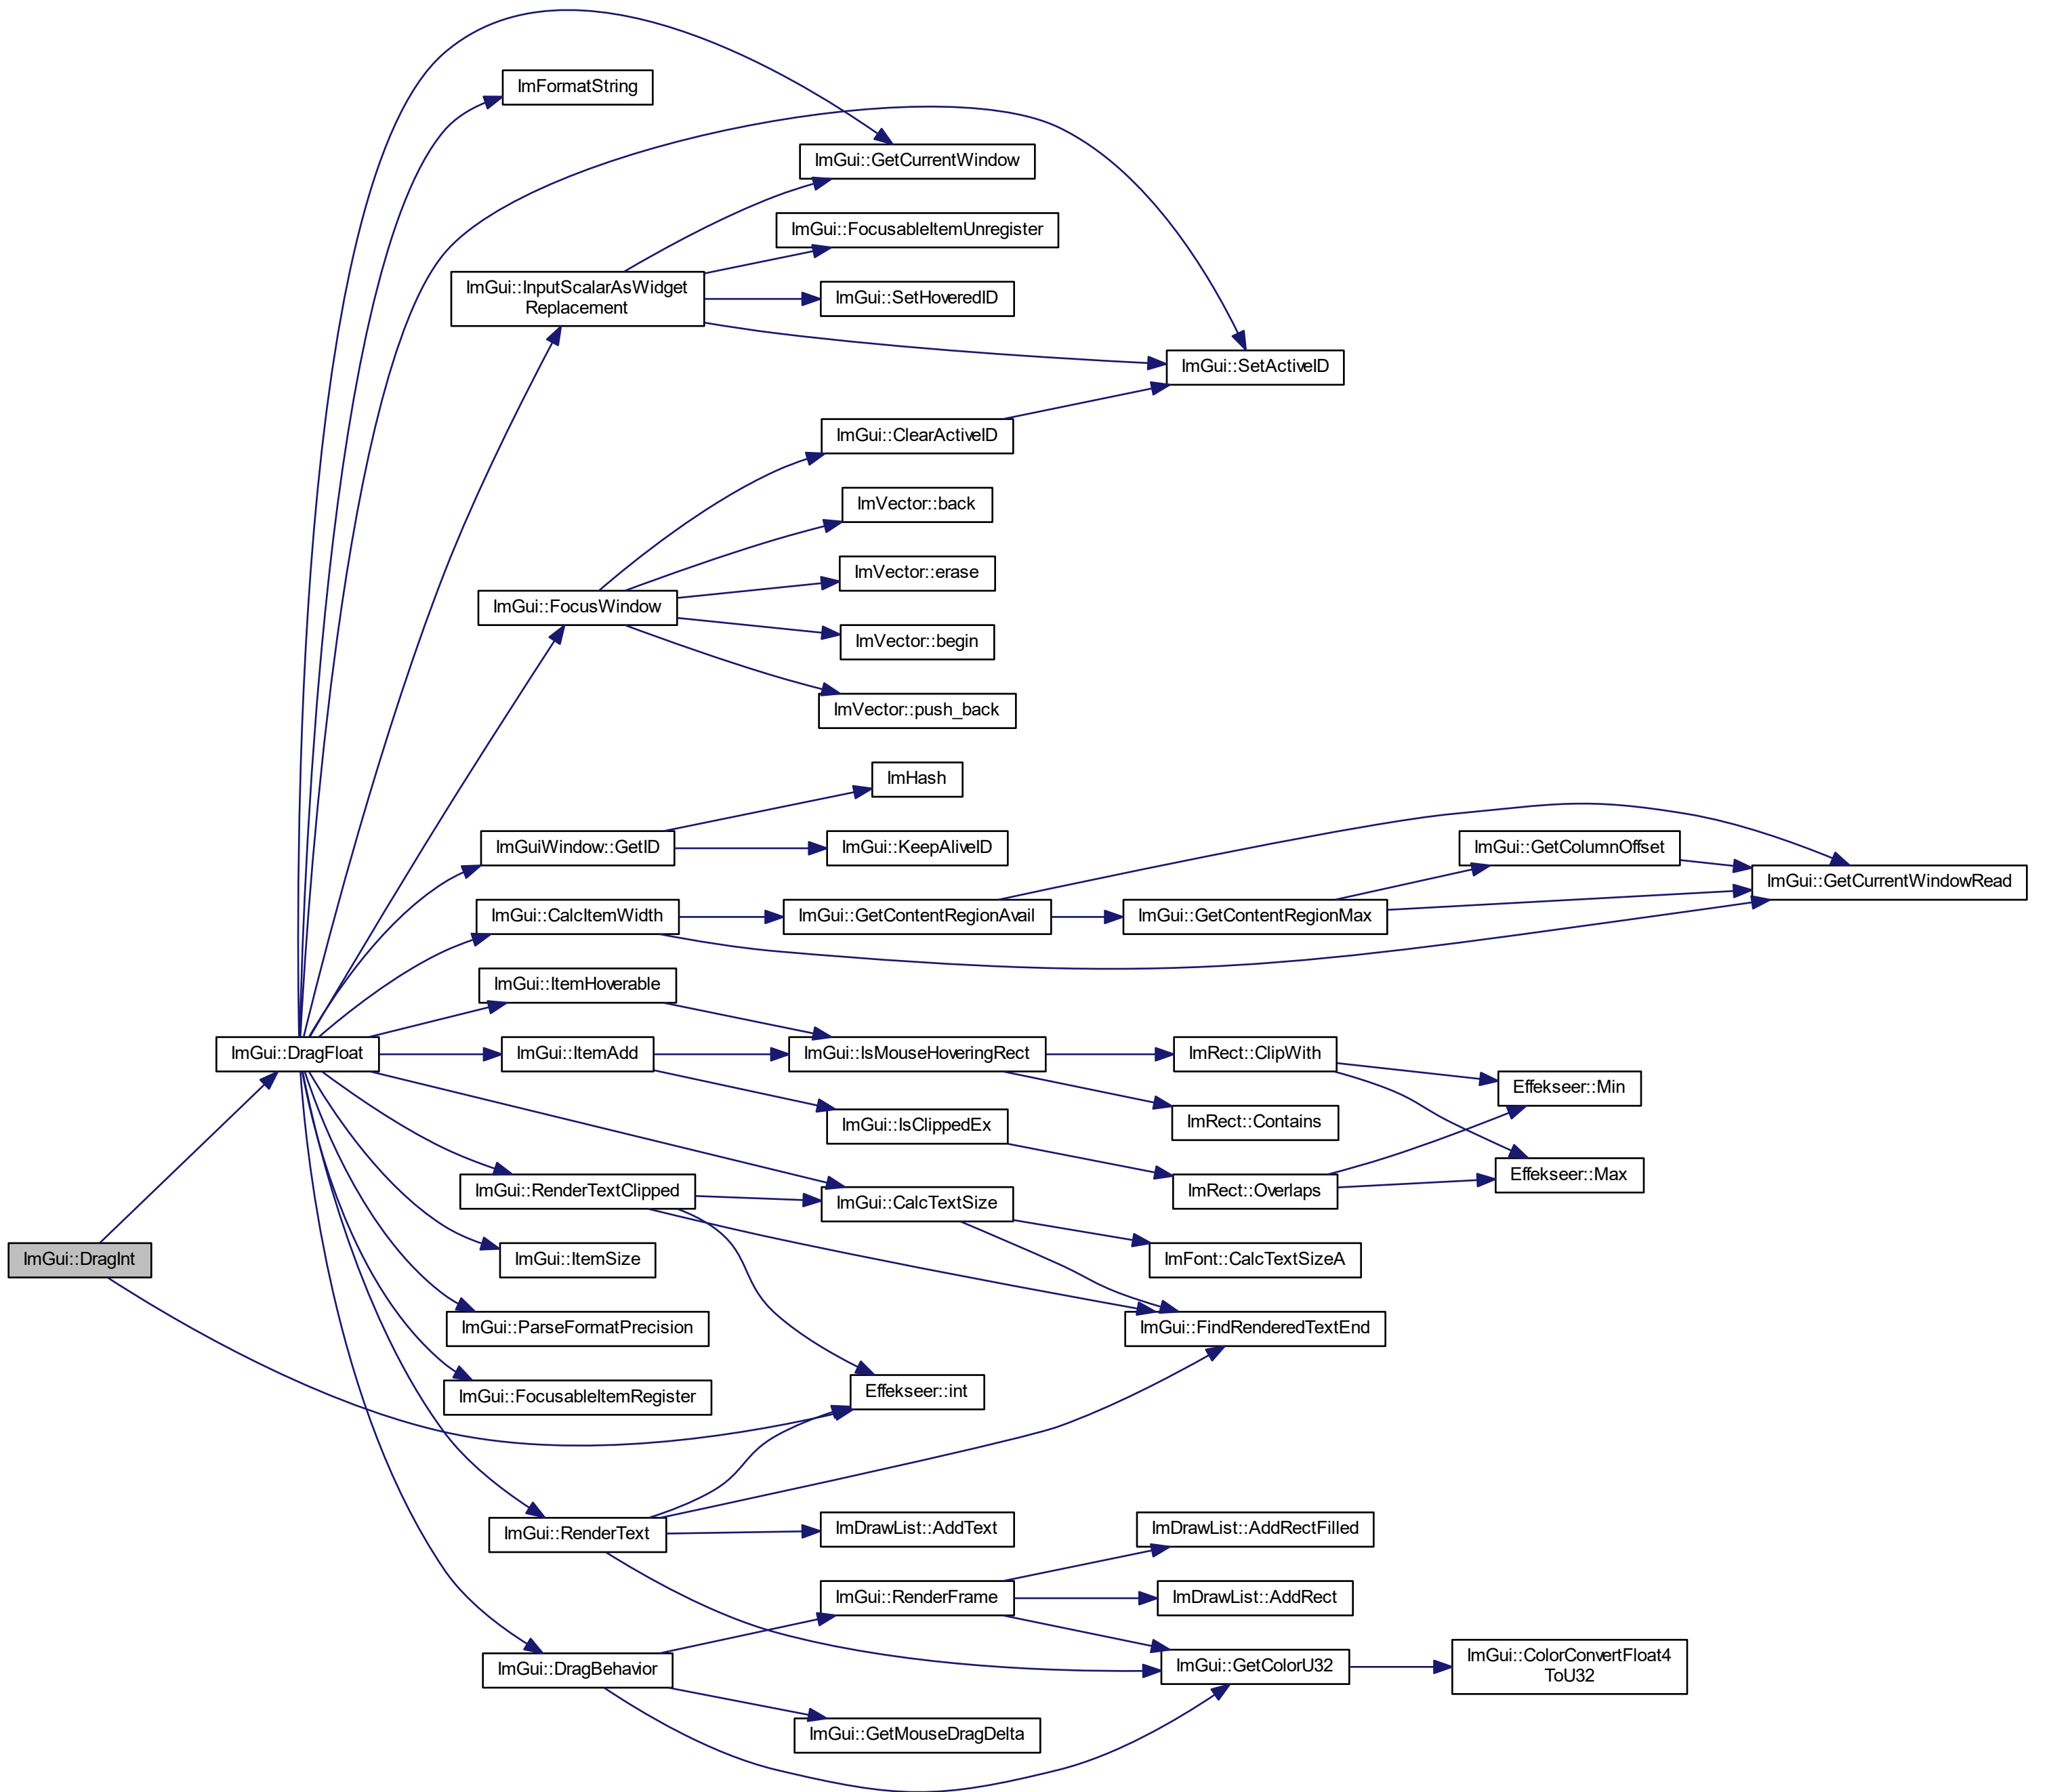 ImFormatString
ImGui::GetCurrentWindow
ImGui::FocusableItemUnregister
ImGui::InputScalarAsWidget
Replacement
ImGui::SetHoveredID
ImGui::SetActiveID
ImGui::ClearActiveID
ImVector::back
ImVector::erase
ImGui::FocusWindow
ImVector::begin
ImVector::push_back
ImHash
ImGuiWindow::GetID
ImGui::KeepAliveID
ImGui::GetColumnOffset
ImGui::GetCurrentWindowRead
ImGui::CalcItemWidth
ImGui::GetContentRegionAvail
ImGui::GetContentRegionMax
ImGui::ItemHoverable
ImGui::DragFloat
ImGui::ItemAdd
ImGui::IsMouseHoveringRect
ImRect::ClipWith
Effekseer::Min
ImGui::IsClippedEx
ImRect::Contains
Effekseer::Max
ImGui::RenderTextClipped
ImGui::CalcTextSize
ImRect::Overlaps
ImGui::DragInt
ImGui::ItemSize
ImFont::CalcTextSizeA
ImGui::ParseFormatPrecision
ImGui::FindRenderedTextEnd
ImGui::FocusableItemRegister
Effekseer::int
ImGui::RenderText
ImDrawList::AddText
ImDrawList::AddRectFilled
ImGui::RenderFrame
ImDrawList::AddRect
ImGui::DragBehavior
ImGui::GetColorU32
ImGui::ColorConvertFloat4
ToU32
ImGui::GetMouseDragDelta